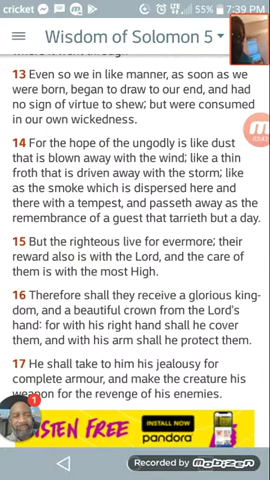 cricket 55% 7:39 PM
Wisdom of Solomon 5
where it went through
13 Even so we in like manner, as soon as we
were born, began to draw to our end, and had
no sign of virtue to shew; but were consumed
in our own wickedness.
14 For the hope of the ungodly is like dust
that is blown away with the wind; like a thin
froth that is driven away with the storm; like
as the smoke which is dispersed here and
there with a tempest, and passeth away as the
remembrance of a guest that tarrieth but a day.
15 But the righteous live for evermore; their
reward also is with the Lord, and the care of
them is with the most High.
16 Therefore shall they receive a glorious king-
dom, and a beautiful crown from the Lord's
hand: for with his right hand shall he cover
them, and with his arm shall he protect them.
17 He shall take to him his jealousy for
complete armour, and make the creature his
weapon for the revenge of his enemies.
1
LISTEN FREE
INSTALL NOW
pandora
Recorded by Mobizen